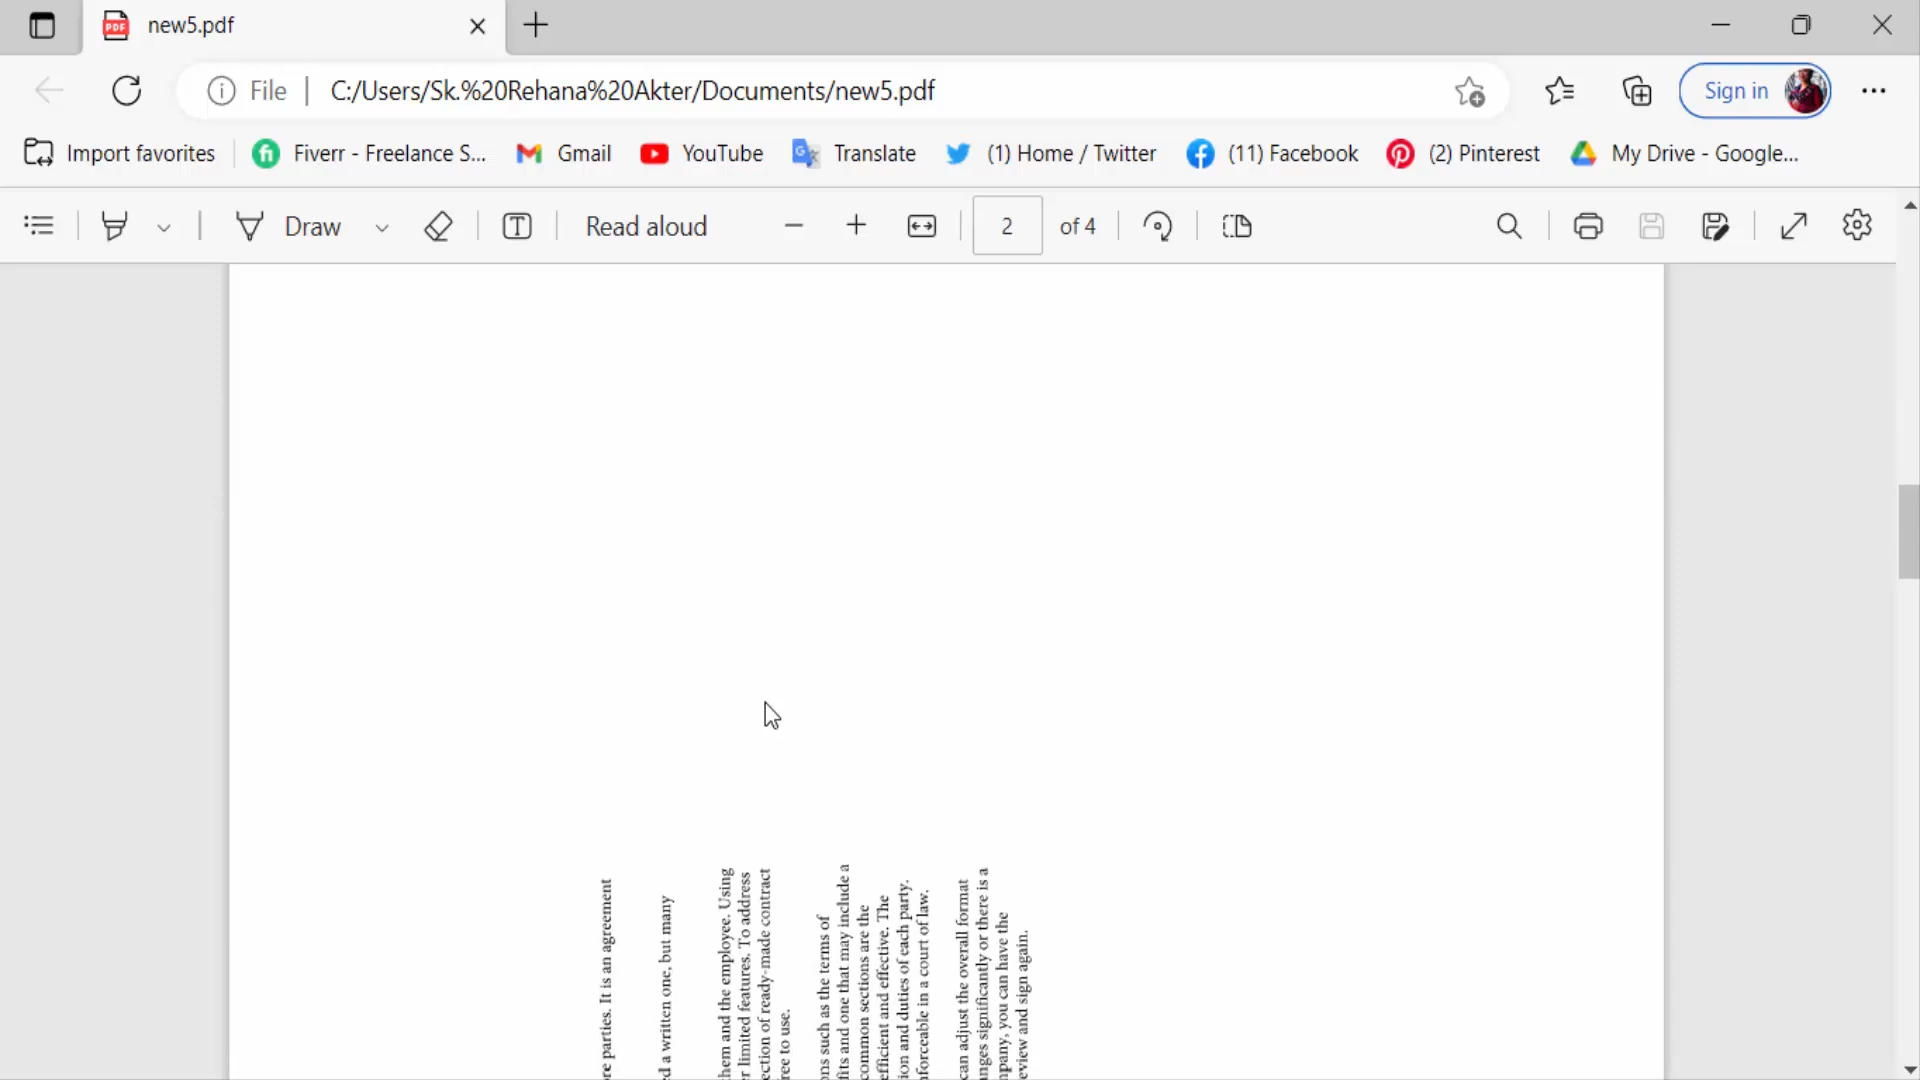 new5.pdf
File
C:/Users/Sk.%20Rehana%20Akter/Documents/new5.pdf
Sign in
Import favorites
Fiverr - Freelance S...
Gmail
YouTube
Translate
(1) Home / Twitter
(11) Facebook
(2) Pinterest
My Drive - Google...
Draw
Read aloud
2
of 4
re parties. It is an agreement
d a written one, but many
hem and the employee. Using
r limited features. To address
ection of ready-made contract
ree to use.
ons such as the terms of
fits and one that may include a
common sections are the
efficient and effective. The
ion and duties of each party.
nforceable in a court of law.
can adjust the overall format
anges significantly or there is a
mpany, you can have the
eview and sign again.